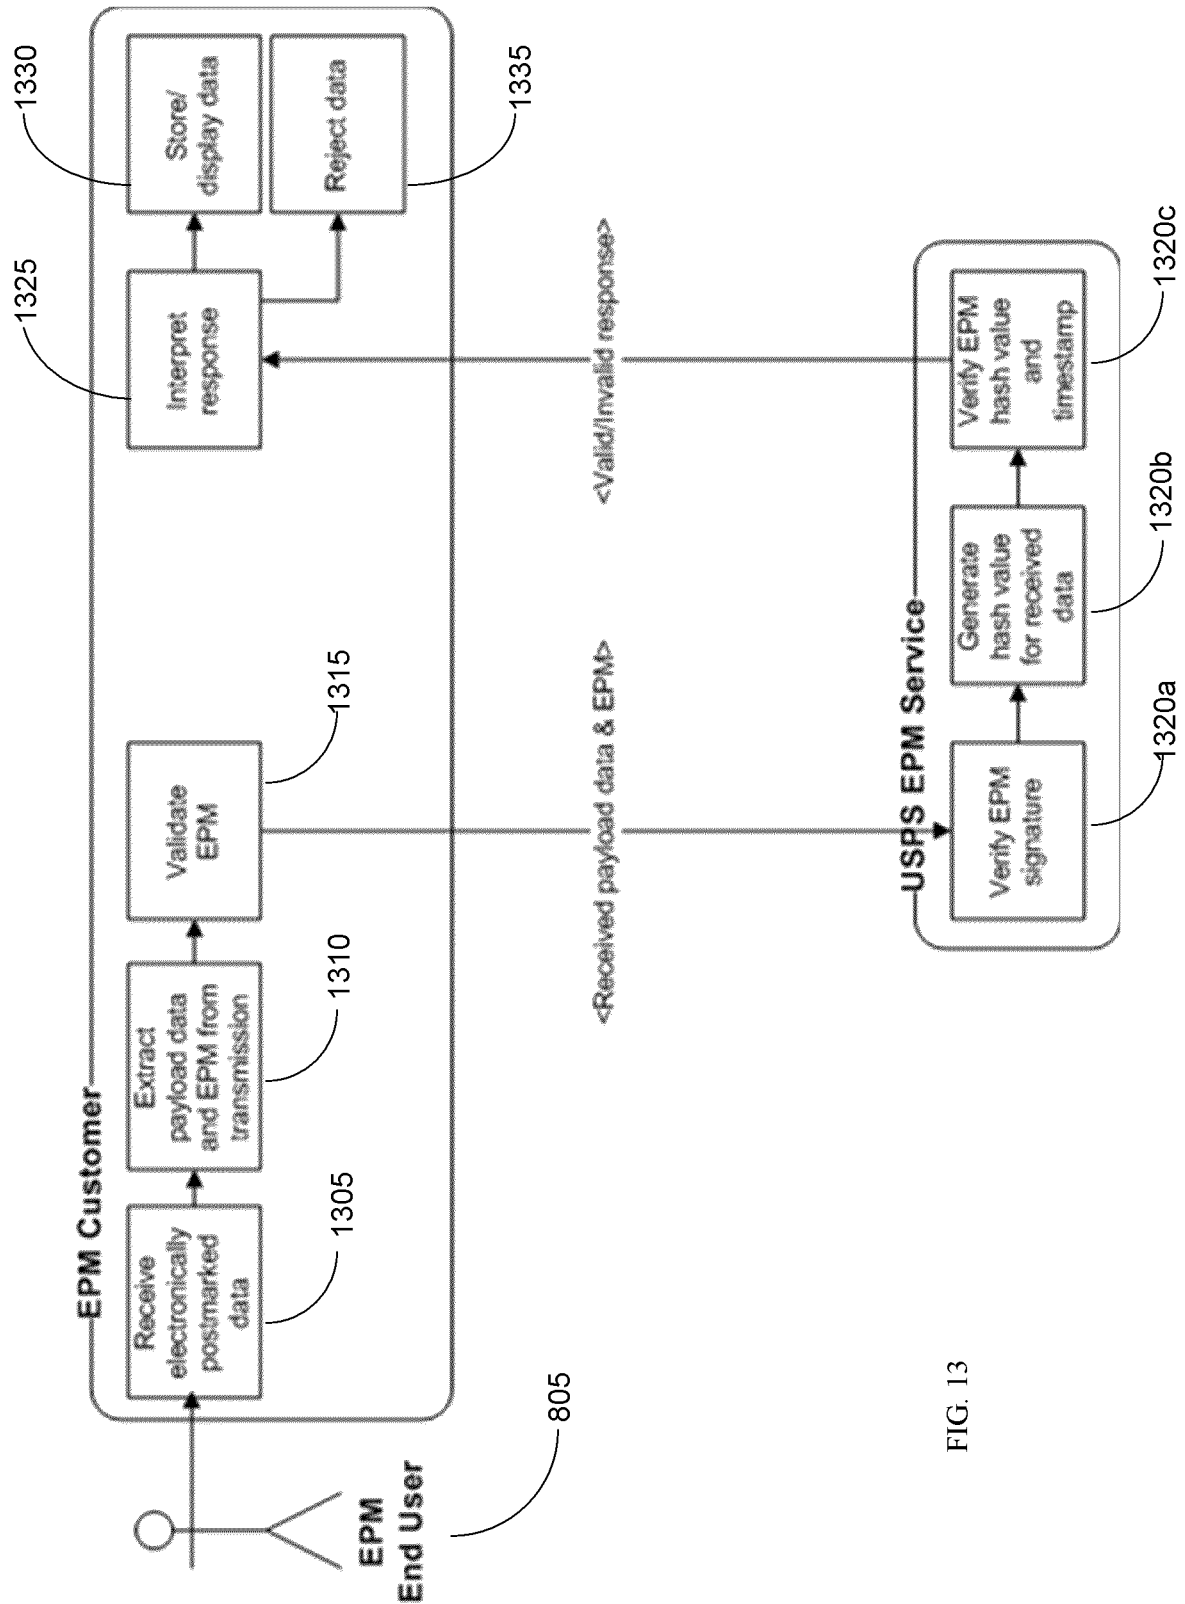 EPM Customer
Receive
electronically
postmarked
data
1305
Extract
payload data
and EPM from
transmission
1310
Validate
EPM
1315
Interpret
response
1325
Store/
display data
1330
Reject data
1335
EPM
End User
805
<Received payload data & EPM>
<Valid/Invalid response>
USPS EPM Service
Verify EPM
signature
1320a
Generate
hash value
for received
data
1320b
Verify EPM
hash value
and
timestamp
1320c
FIG. 13